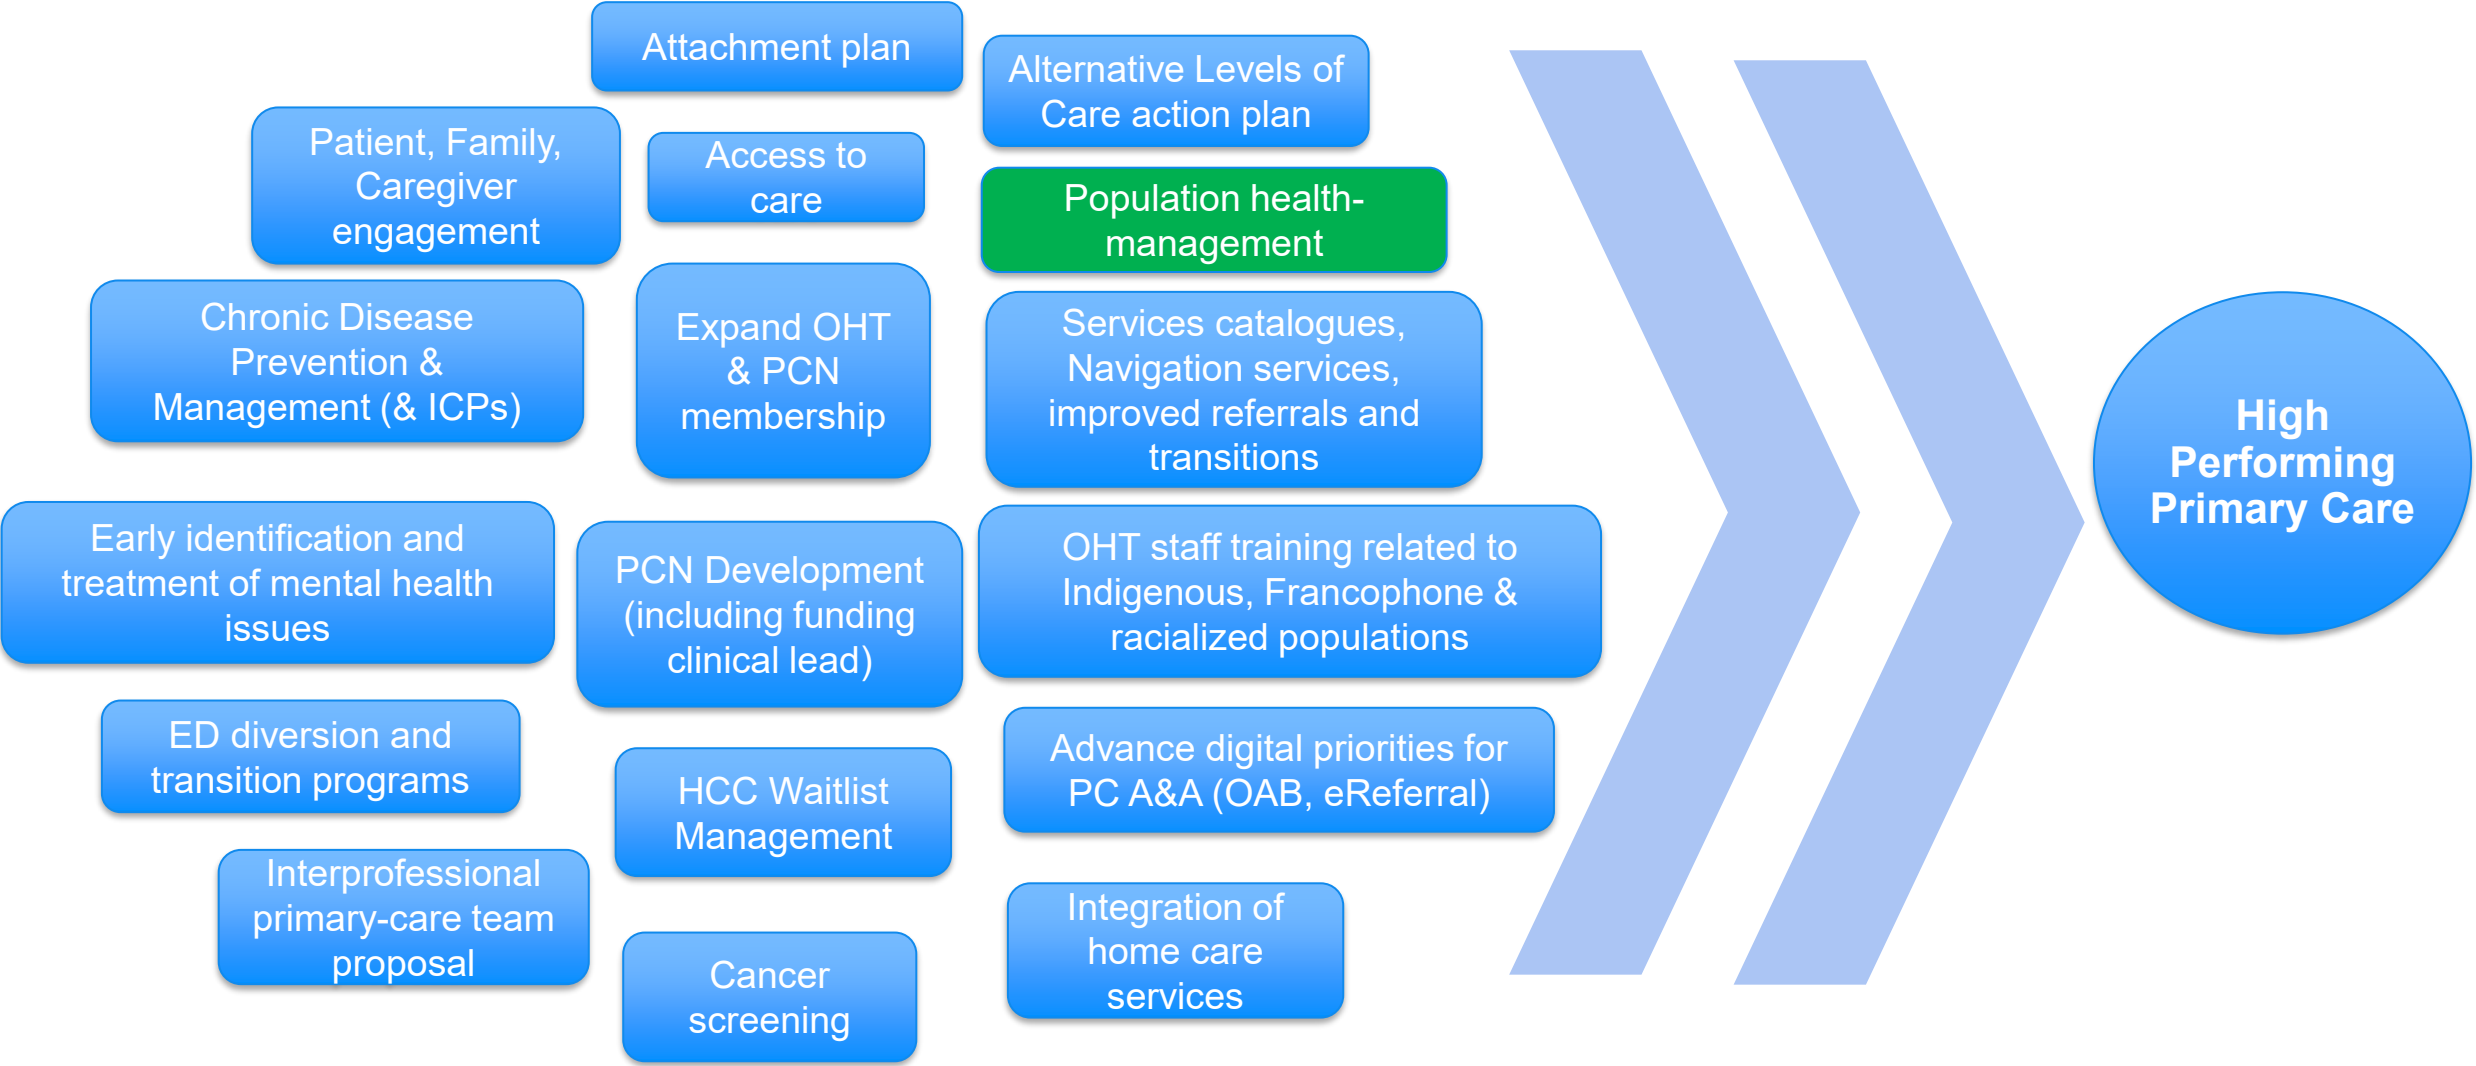 Attachment plan
Alternative Levels of
Care action plan
Patient, Family,
Caregiver
engagement
Access to
care
Population health-
management
Chronic Disease
Prevention &
Management (& ICPs)
Expand OHT
& PCN
membership
Services catalogues,
Navigation services,
improved referrals and
transitions
High
Performing
Primary Care
Early identification and
treatment of mental health
issues
PCN Development
(including funding
clinical lead)
OHT staff training related to
Indigenous, Francophone &
racialized populations
ED diversion and
transition programs
HCC Waitlist
Management
Advance digital priorities for
PC A&A (OAB, eReferral)
Interprofessional
primary-care team
proposal
Cancer
screening
Integration of
home care
services